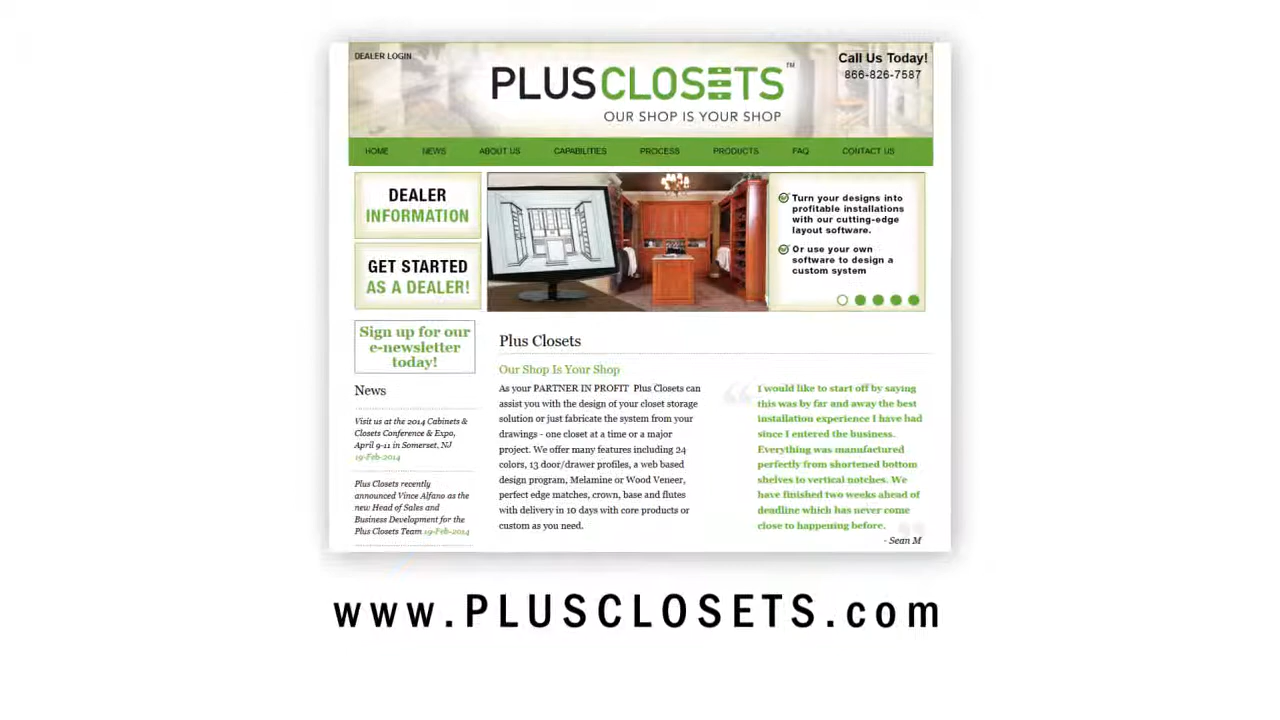 DEALER LOGIN
Call Us Today!
866-826-7587
PLUSCLOSETS™
OUR SHOP IS YOUR SHOP
HOME NEWS ABOUT US CAPABILITIES PROCESS PRODUCTS FAQ CONTACT US
DEALER
INFORMATION
GET STARTED
AS A DEALER!
Turn your designs into
profitable installations
with our cutting-edge
layout software.
Or use your own
software to design a
custom system
Sign up for our
e-newsletter
today!
News
Visit us at the 2014 Cabinets &
Closets Conference & Expo,
April 9-11 in Somerset, NJ
19-Feb-2014
Plus Closets recently
announced Vince Alfano as the
new Head of Sales and
Business Development for the
Plus Closets Team 19-Feb-2014
Plus Closets
Our Shop Is Your Shop
As your PARTNER IN PROFIT Plus Closets can
assist you with the design of your closet storage
solution or just fabricate the system from your
drawings - one closet at a time or a major
project. We offer many features including 24
colors, 13 door/drawer profiles, a web based
design program, Melamine or Wood Veneer,
perfect edge matches, crown, base and flutes
with delivery in 10 days with core products or
custom as you need.
I would like to start off by saying
this was by far and away the best
installation experience I have had
since I entered the business.
Everything was manufactured
perfectly from shortened bottom
shelves to vertical notches. We
have finished two weeks ahead of
deadline which has never come
close to happening before.
- Sean M
www.PLUSCLOSETS.com